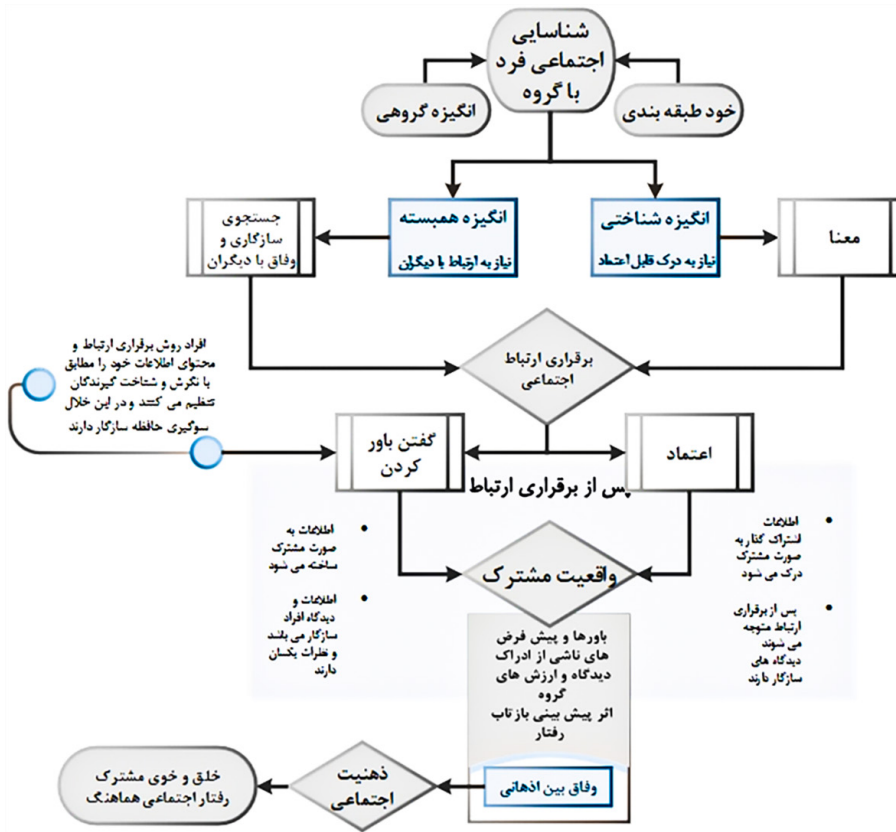 شناسایی
اجتماعی فرد
با گروه
خود طبقه بندی
انگیزه گروهی
معنا
انگیزه شناختی
نیاز به درک قابل اعتماد
انگیزه همبسته
نیاز به ارتباط با دیگران
جستجوی
سازگاری و
وفاق با دیگران
برقراری ارتباط
اجتماعی
افراد روش برقراری ارتباط و
محتوای اطلاعات خود را مطابق
با نگرش و شناخت گیرندگان
تنظیم می کنند و در این خلال
سوگیری حافظه سازگار دارند
اعتماد
گفتن باور
کردن
پس از برقراری ارتباط
اطلاعات
اشتراک گذار به
صورت مشترک
درک می شود
پس از برقراری
ارتباط متوجه
می شوند
دیدگاه های
سازگار دارند
واقعیت مشترک
اطلاعات به
صورت مشترک
ساخته می شود
اطلاعات و
دیدگاه افراد
سازگار می باشد
و نظرات یکسان
دارند
باورها و پیش فرض
های ناشی از ادراک
دیدگاه و ارزش های
گروه
اثر پیش بینی بازتاب
رفتار
وفاق بین اذهانی
ذهنیت
اجتماعی
خلق و خوی مشترک
رفتار اجتماعی هماهنگ